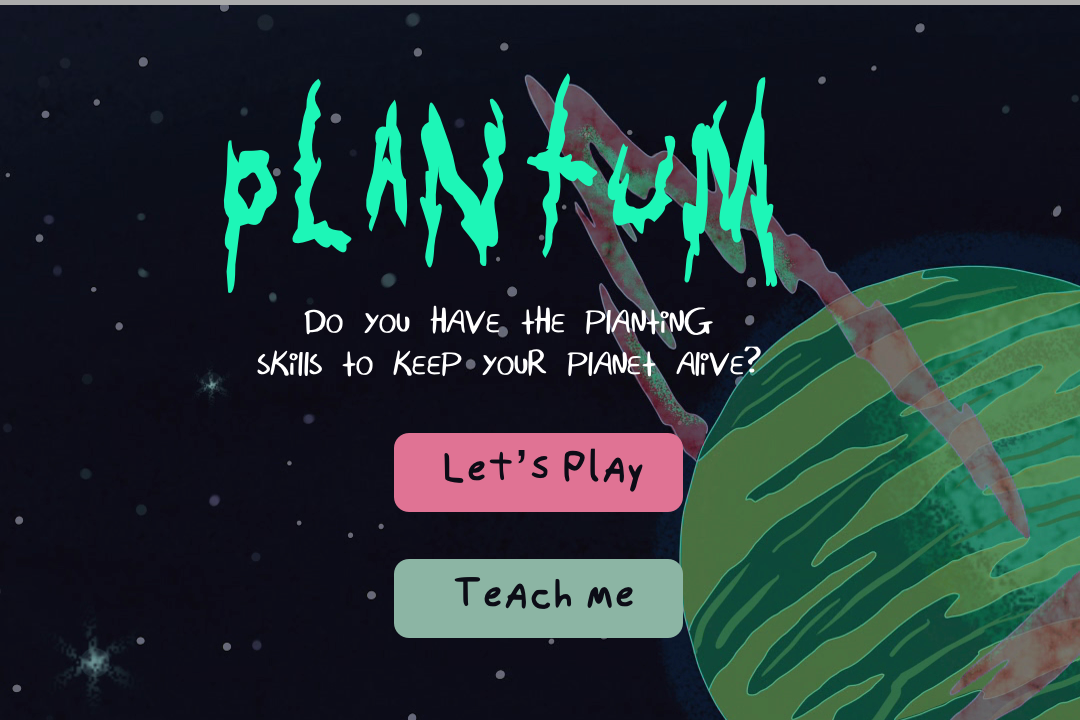 PLANTUM
Do you HAVE tHE PlANtiNG
sKills to KEEP youR PlANEt AliVE?
Let's PlAy
TeAch me